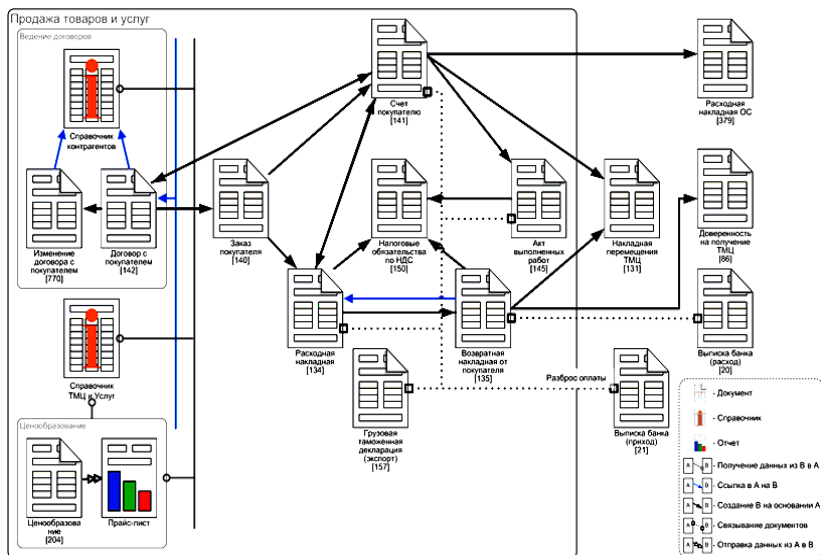 Продажа товаров и услуг
Ведение договоров
Справочник
контрагентов
Изменение
договора с
покупателем
[770]
Договор с
покупателем
[142]
Заказ
покупателя
[140]
Счет
покупателю
[141]
Налоговые
обязательства
по НДС
[150]
Акт
выполненных
работ
[145]
Накладная
перемещения
ТМЦ
[131]
Расходная
накладная ОС
[379]
Доверенность
на получение
ТМЦ
[86]
Расходная
накладная
[134]
Возвратная
накладная от
покупателя
[135]
Выписка банка
(расход)
[20]
Справочник
ТМЦ и Услуг
Грузовая
таможенная
декларация
(экспорт)
[157]
Разброс оплаты
Выписка банка
(приход)
[21]
Ценообразование
Ценообразова
ние
[204]
Прайс-лист
- Документ
- Справочник
- Отчет
A B - Получение данных из B в A
A B - Ссылка в A на B
A B - Создание B на основании A
A B - Связывание документов
A B - Отправка данных из A в B